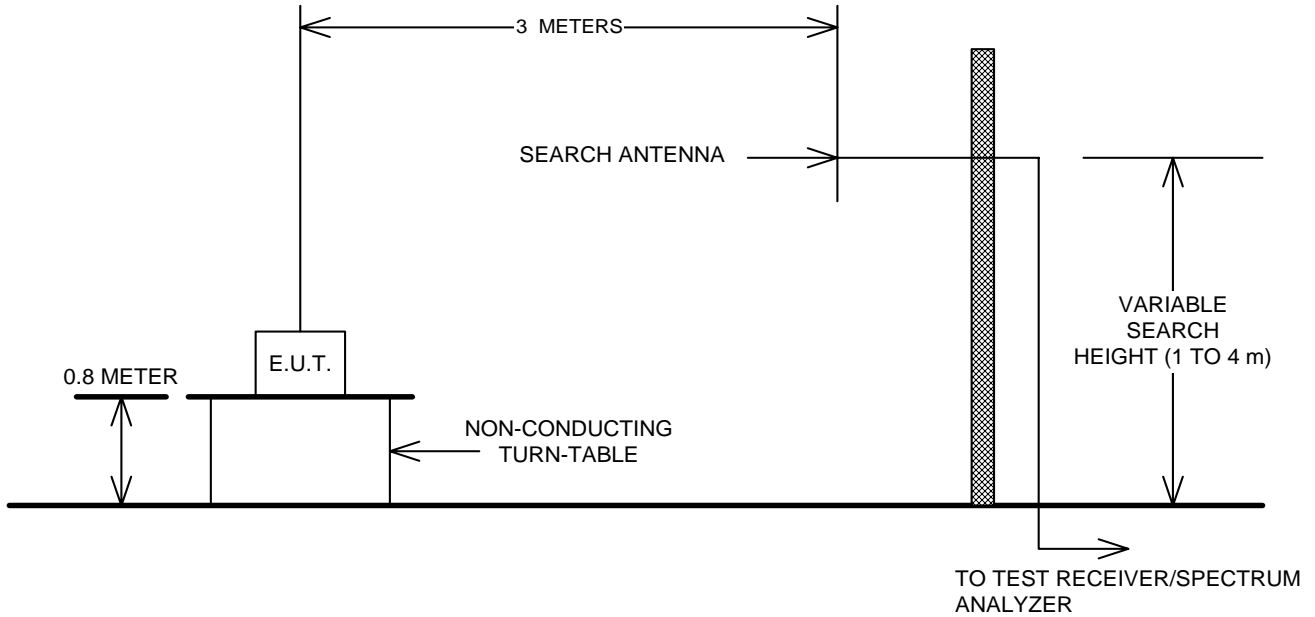 3 METERS
SEARCH ANTENNA
VARIABLE
SEARCH
HEIGHT (1 TO 4 m)
E.U.T.
0.8 METER
NON-CONDUCTING
TURN-TABLE
TO TEST RECEIVER/SPECTRUM
ANALYZER